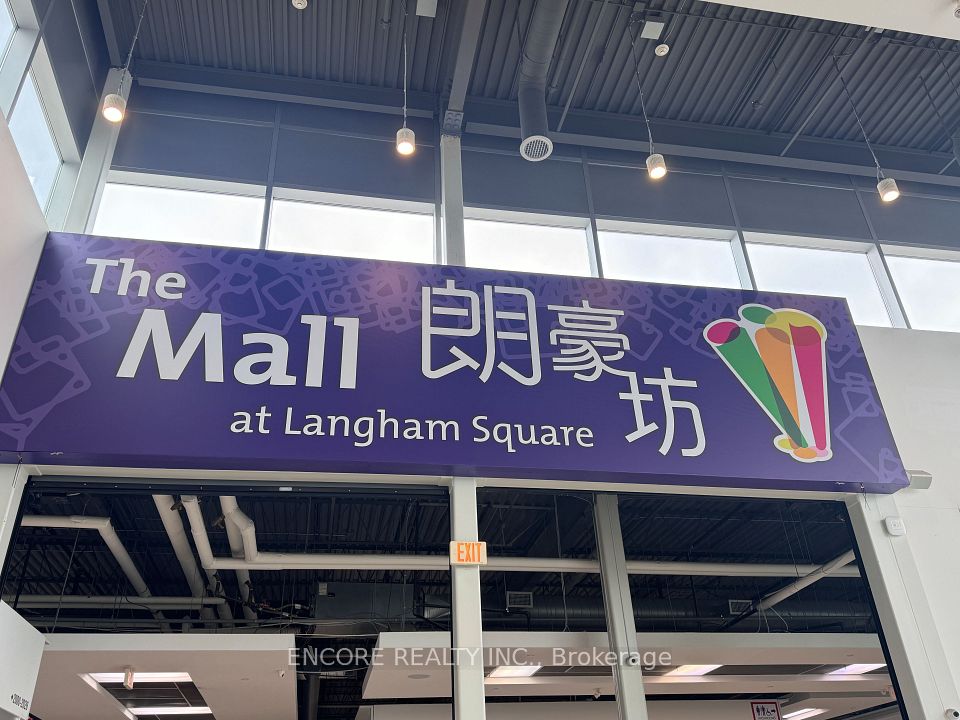 The
Mall 朗豪坊
at Langham Square
EXIT
ENCORE REALTY INC., Brokerage